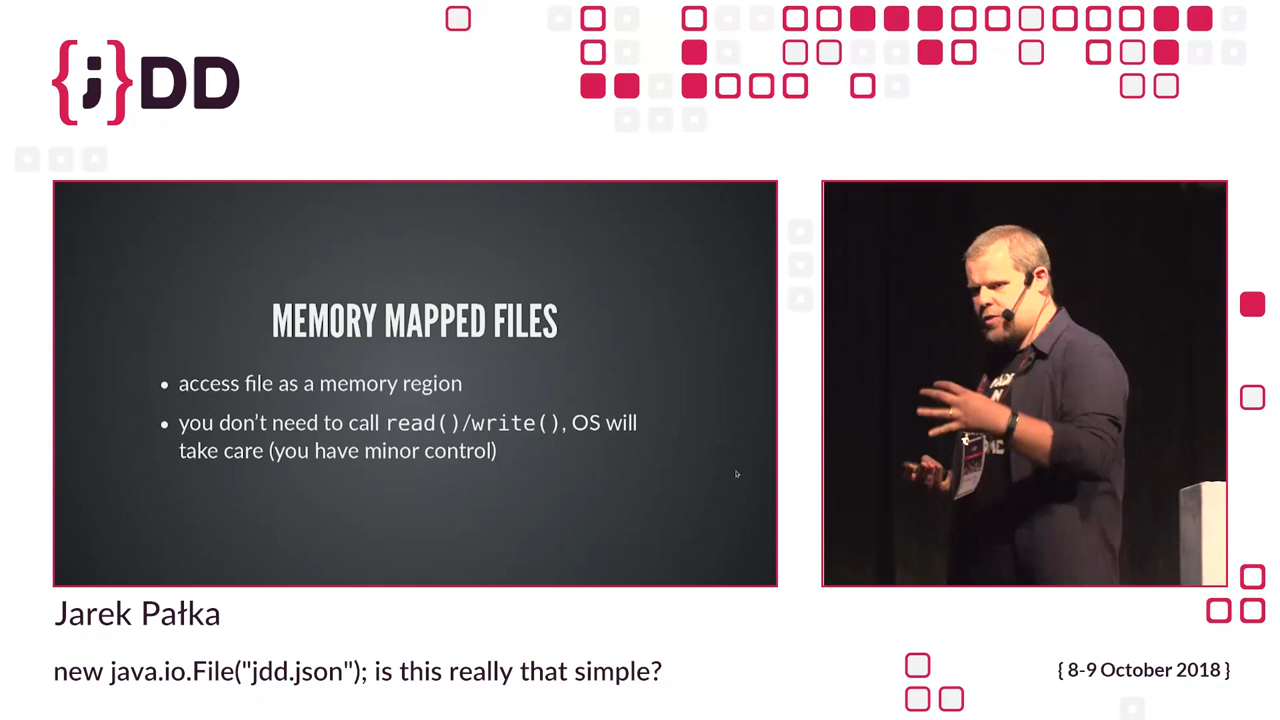 {j}DD
MEMORY MAPPED FILES
• access file as a memory region
• you don’t need to call read()/write(), OS will
take care (you have minor control)
Jarek Pałka
new java.io.File("jdd.json"); is this really that simple?
{ 8-9 October 2018 }